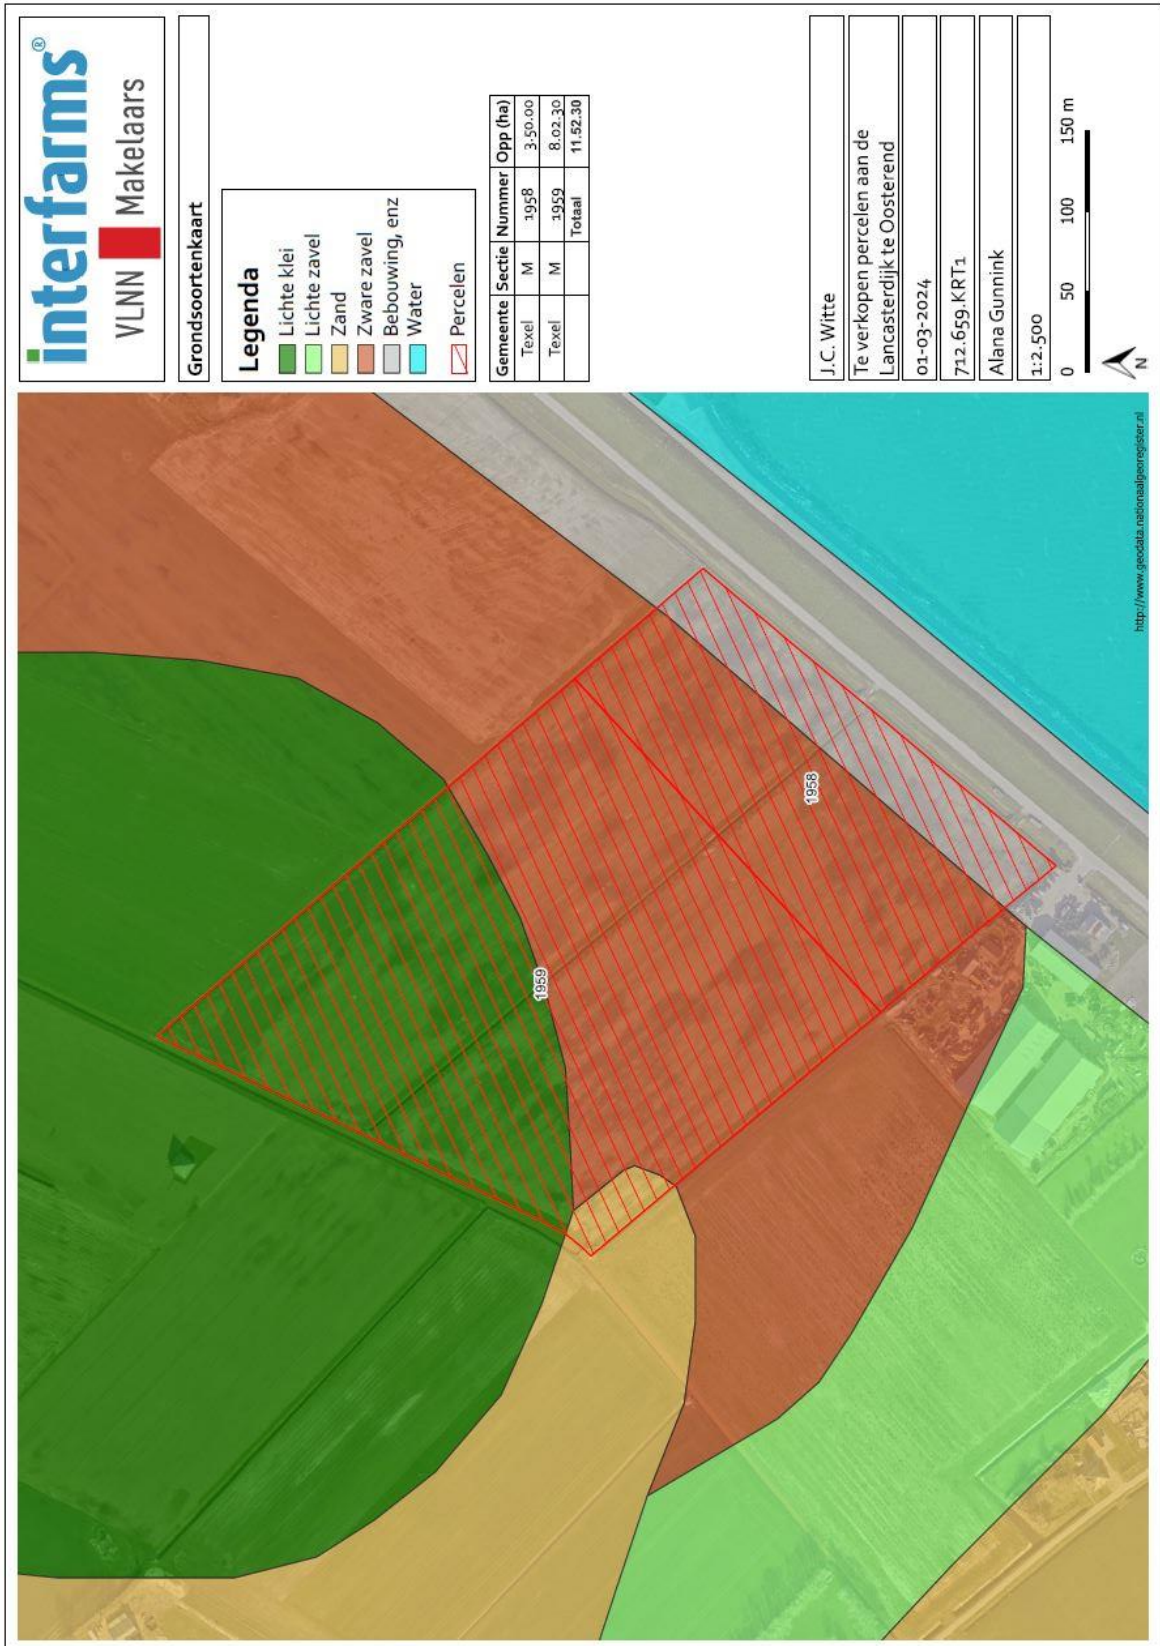 interfarms®
VLNN Makelaars
Grondsoortenkaart
Legenda
Lichte klei
Lichte zavel
Zand
Zware zavel
Bebouwing, enz
Water
Percelen
Gemeente Sectie Nummer Opp (ha)
Texel M 1958 3.50.00
Texel M 1959 8.02.30
Totaal 11.52.30
J.C. Witte
Te verkopen percelen aan de
Lancasterdijk te Oosterend
01-03-2024
712.659.KRT1
Alana Gunnink
1:2.500
0 50 100 150 m
N
1959
1958
http://www.geodata.nationaalgeoregister.nl